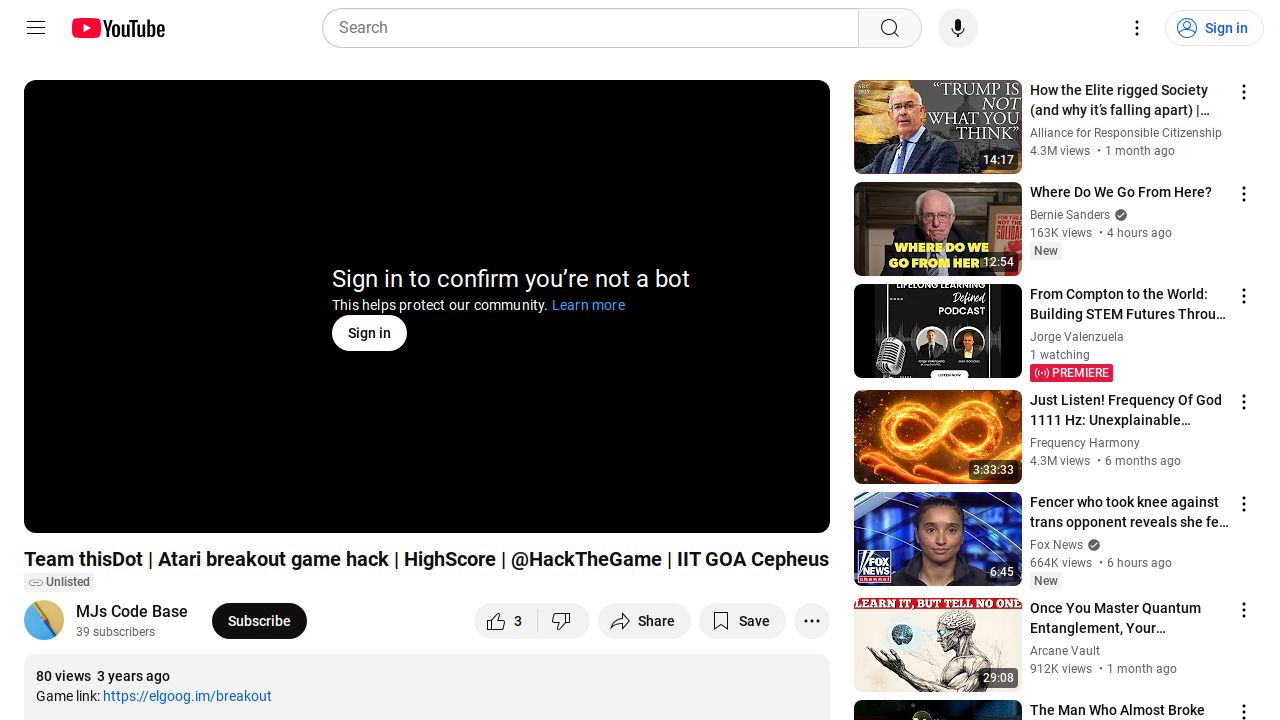 YouTube
Search
Sign in
Sign in to confirm you’re not a bot
This helps protect our community. Learn more
Sign in
Team thisDot | Atari breakout game hack | HighScore | @HackTheGame | IIT GOA Cepheus
Unlisted
MJs Code Base
39 subscribers
Subscribe
3
Share
Save
80 views 3 years ago
Game link: https://elgoog.im/breakout
ARC
2025
“TRUMP IS
NOT
WHAT YOU
THINK”
14:17
How the Elite rigged Society
(and why it’s falling apart) |…
Alliance for Responsible Citizenship
4.3M views • 1 month ago
WHERE DO WE
GO FROM HERE
12:54
Where Do We Go From Here?
Bernie Sanders
163K views • 4 hours ago
New
LIFELONG LEARNING
Defined
PODCAST
LISTEN NOW
From Compton to the World:
Building STEM Futures Throu…
Jorge Valenzuela
1 watching
PREMIERE
3:33:33
Just Listen! Frequency Of God
1111 Hz: Unexplainable…
Frequency Harmony
4.3M views • 6 months ago
FOX
NEWS
channel
6:45
Fencer who took knee against
trans opponent reveals she fe…
Fox News
664K views • 6 hours ago
New
LEARN IT, BUT TELL NO ONE
29:08
Once You Master Quantum
Entanglement, Your…
Arcane Vault
912K views • 1 month ago
The Man Who Almost Broke